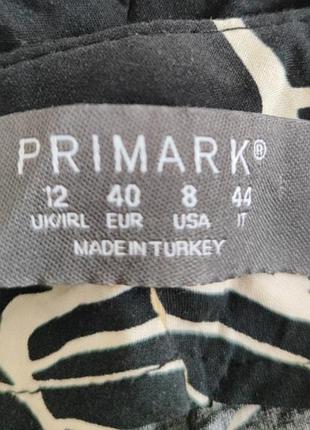 PRIMARK®
12 40 8 44
UK/IRL EUR USA IT
MADE IN TURKEY